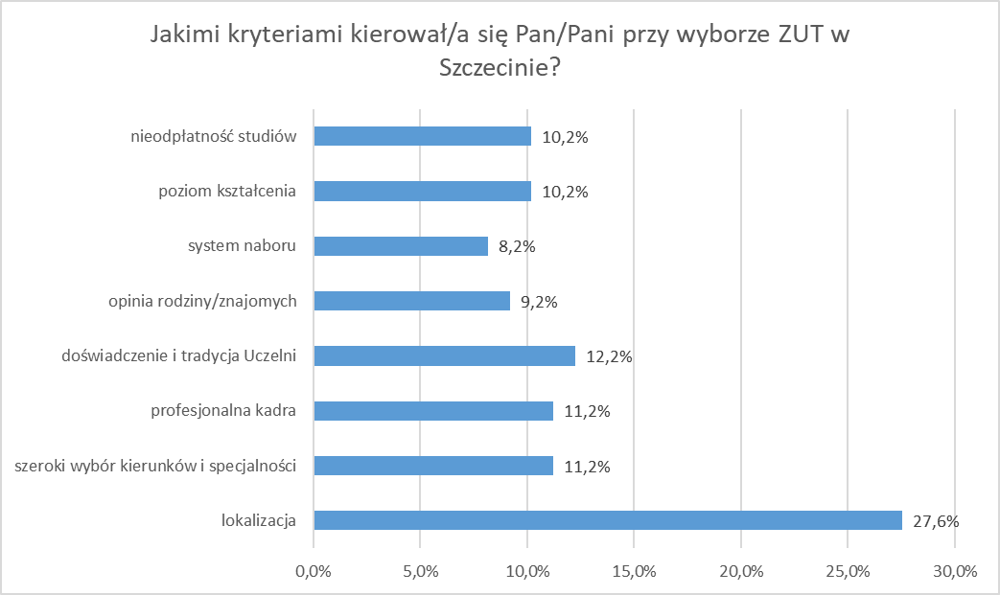 Jakimi kryteriami kierował/a się Pan/Pani przy wyborze ZUT w
Szczecinie?
nieodpłatność studiów 10,2%
poziom kształcenia 10,2%
system naboru 8,2%
opinia rodziny/znajomych 9,2%
doświadczenie i tradycja Uczelni 12,2%
profesjonalna kadra 11,2%
szeroki wybór kierunków i specjalności 11,2%
lokalizacja 27,6%
0,0% 5,0% 10,0% 15,0% 20,0% 25,0% 30,0%